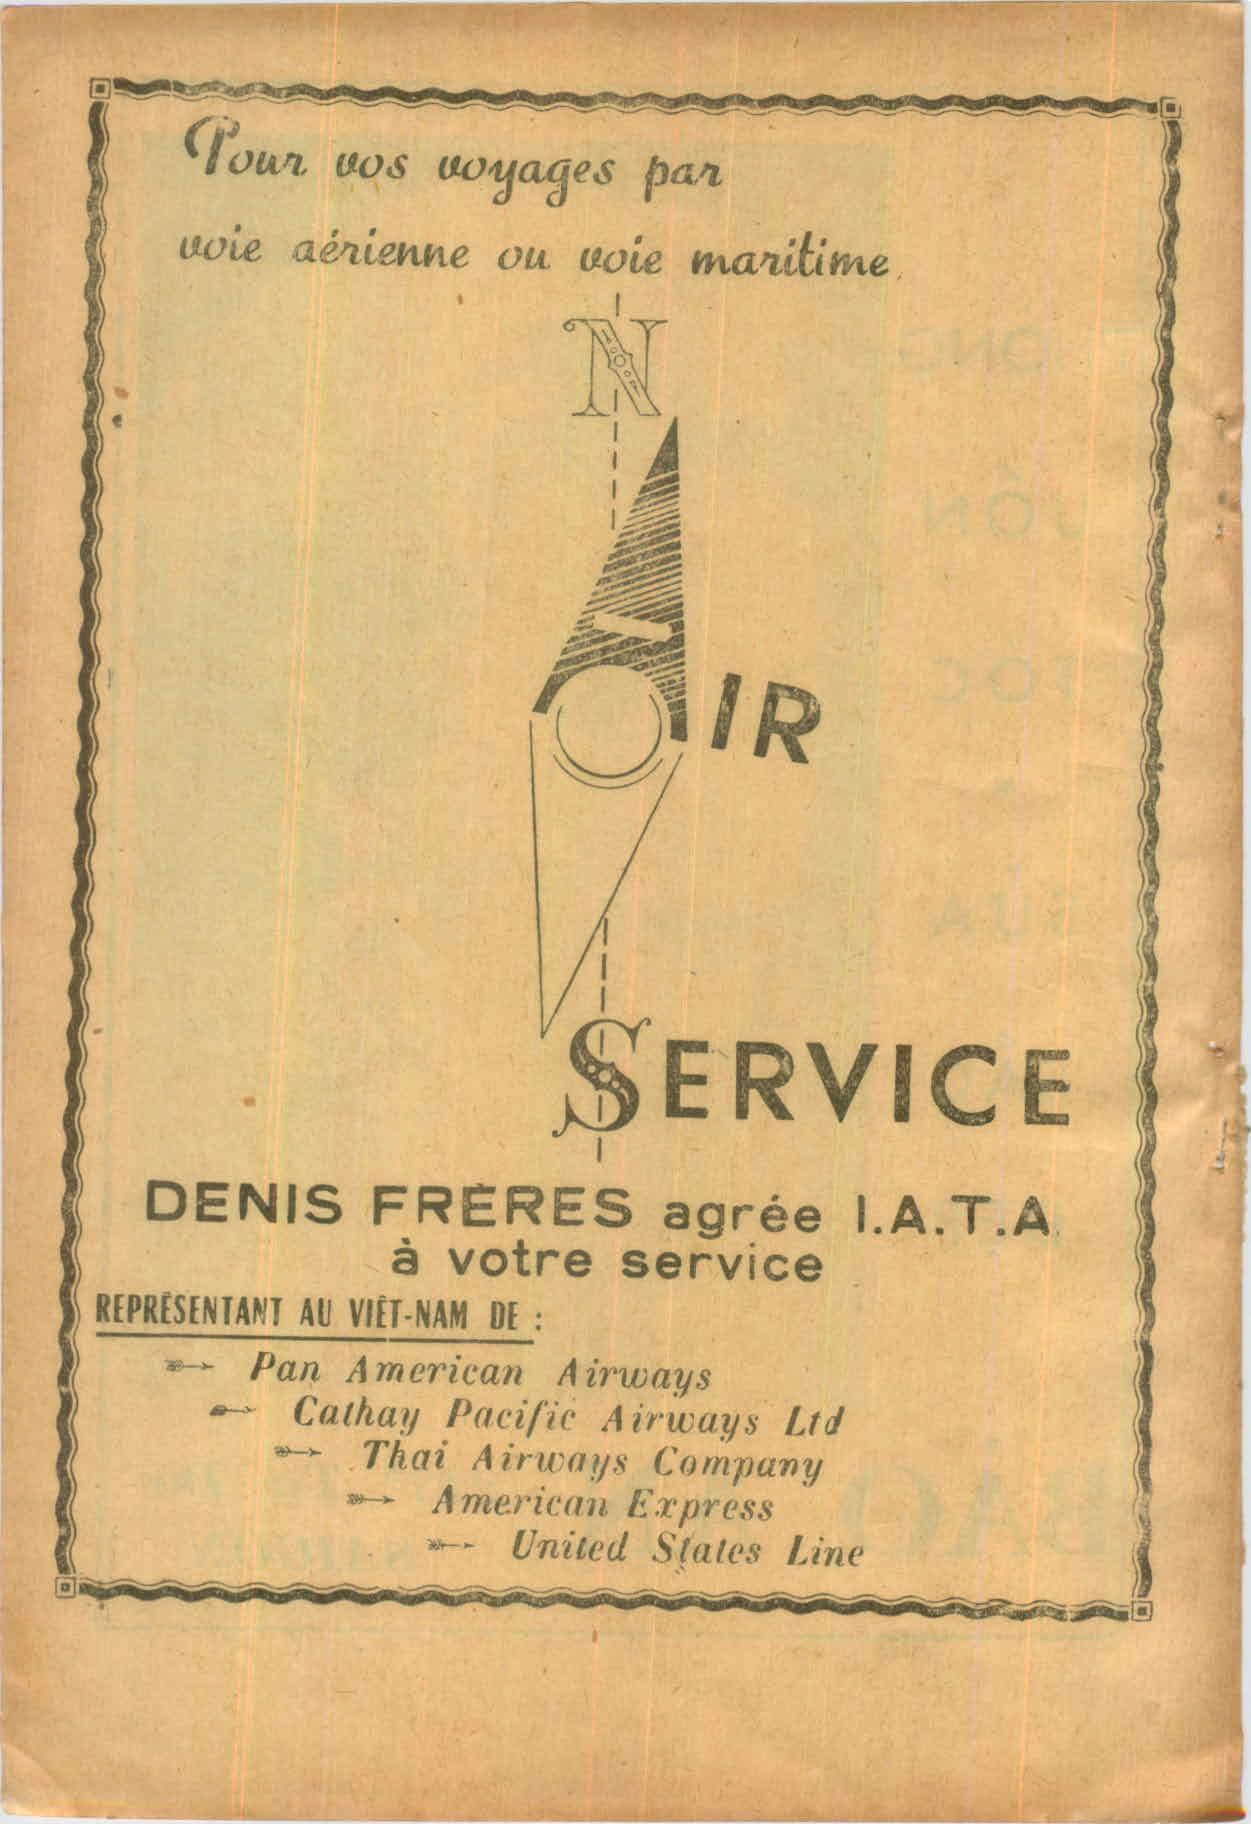 Pour vos voyages par
voie aérienne ou voie maritime
N
AIR
SERVICE
DENIS FRÈRES agrée I.A.T.A.
à votre service
REPRÉSENTANT AU VIÊT-NAM DE :
Pan American Airways
Cathay Pacific Airways Ltd
Thai Airways Company
American Express
United States Line